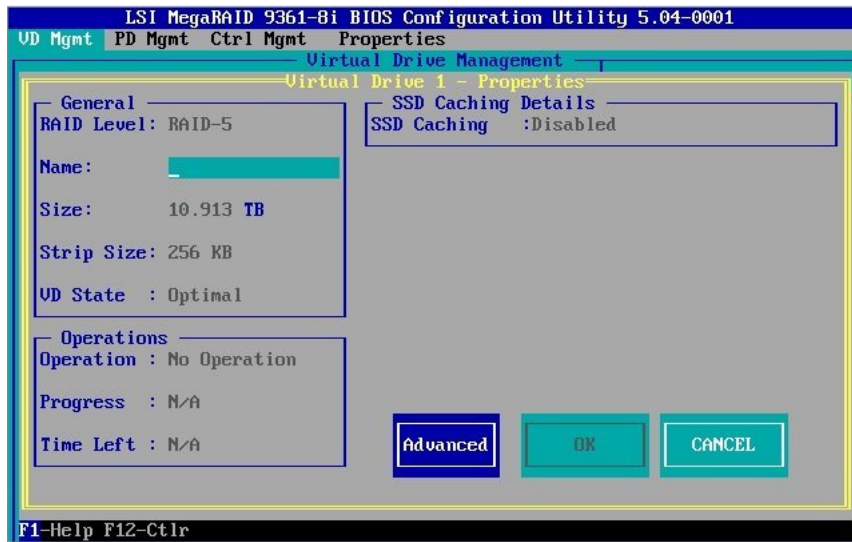 LSI MegaRAID 9361-8i BIOS Configuration Utility 5.04-0001
VD Mgmt PD Mgmt Ctrl Mgmt Properties
Virtual Drive Management
Virtual Drive 1 - Properties
General
RAID Level: RAID-5
Name:
Size: 10.913 TB
Strip Size: 256 KB
VD State : Optimal
SSD Caching Details
SSD Caching :Disabled
Operations
Operation : No Operation
Progress : N/A
Time Left : N/A
Advanced OK CANCEL
F1-Help F12-Ctlr